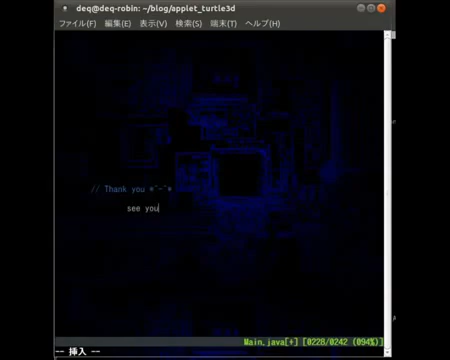 deq@deq-robin: ~/blog/applet_turtle3d
ファイル(F) 編集(E) 表示(V) 検索(S) 端末(T) ヘルプ(H)
// Thank you *^-^*
see you
Main.java[+] [0228/0242 (094%)]
-- 挿入 --